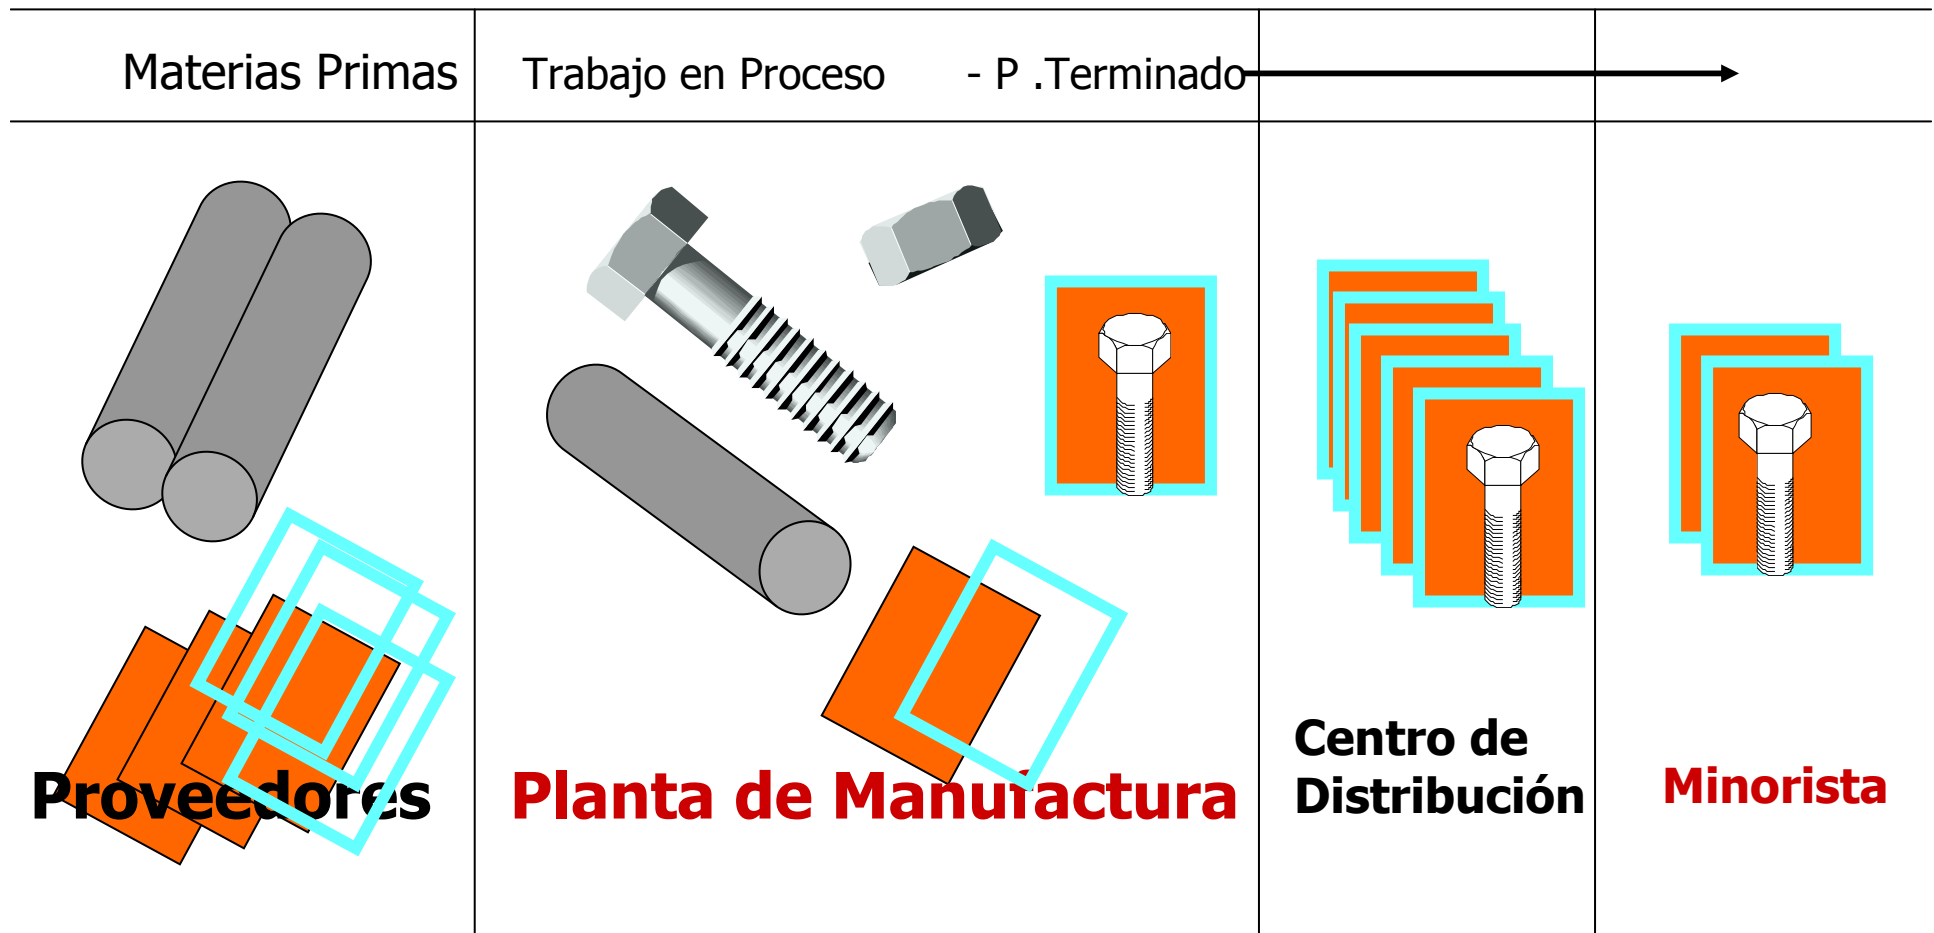 Materias Primas
Trabajo en Proceso - P .Terminado
Proveedores
Planta de Manufactura
Centro de
Distribución
Minorista